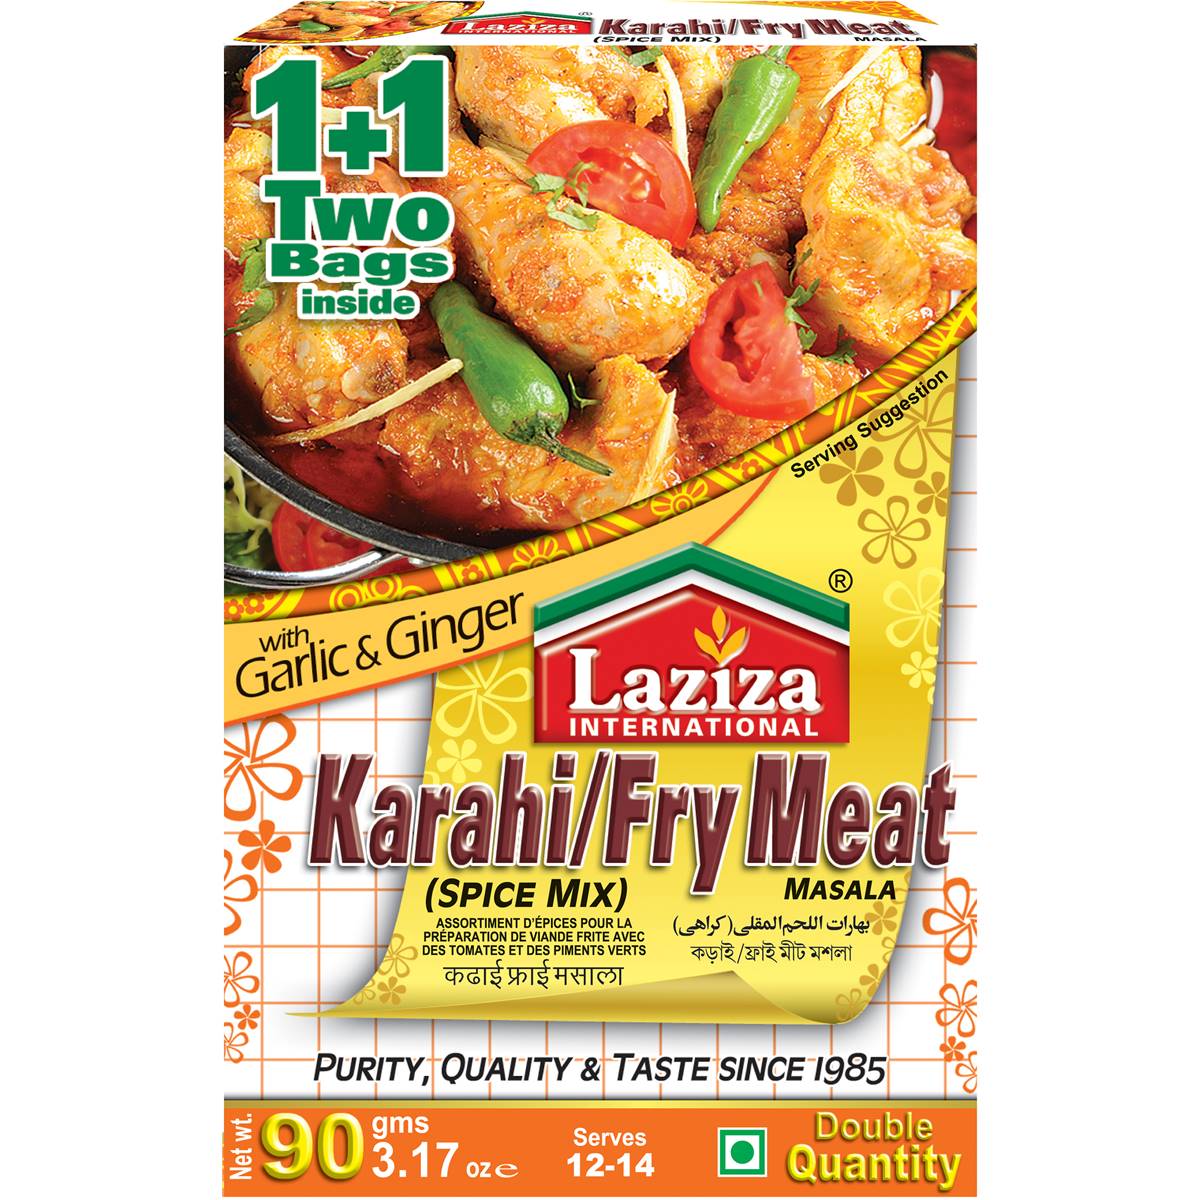 Laziza
INTERNATIONAL
®
Karahi/Fry Meat
(SPICE MIX)
MASALA
1+1
Two
Bags
inside
Serving Suggestion
with
Garlic & Ginger
®
Laziza
INTERNATIONAL
Karahi/Fry Meat
(SPICE MIX)
MASALA
ASSORTIMENT D'ÉPICES POUR LA
PRÉPARATION DE VIANDE FRITE AVEC
DES TOMATES ET DES PIMENTS VERTS
कढाई फ्राई मसाला
بهارات اللحم المقلى (كراهى)
কড়াই/ফ্রাই মীট মশলা
PURITY, QUALITY & TASTE SINCE 1985
Net wt. 90 gms
3.17 oz e
Serves
12-14
Double
Quantity